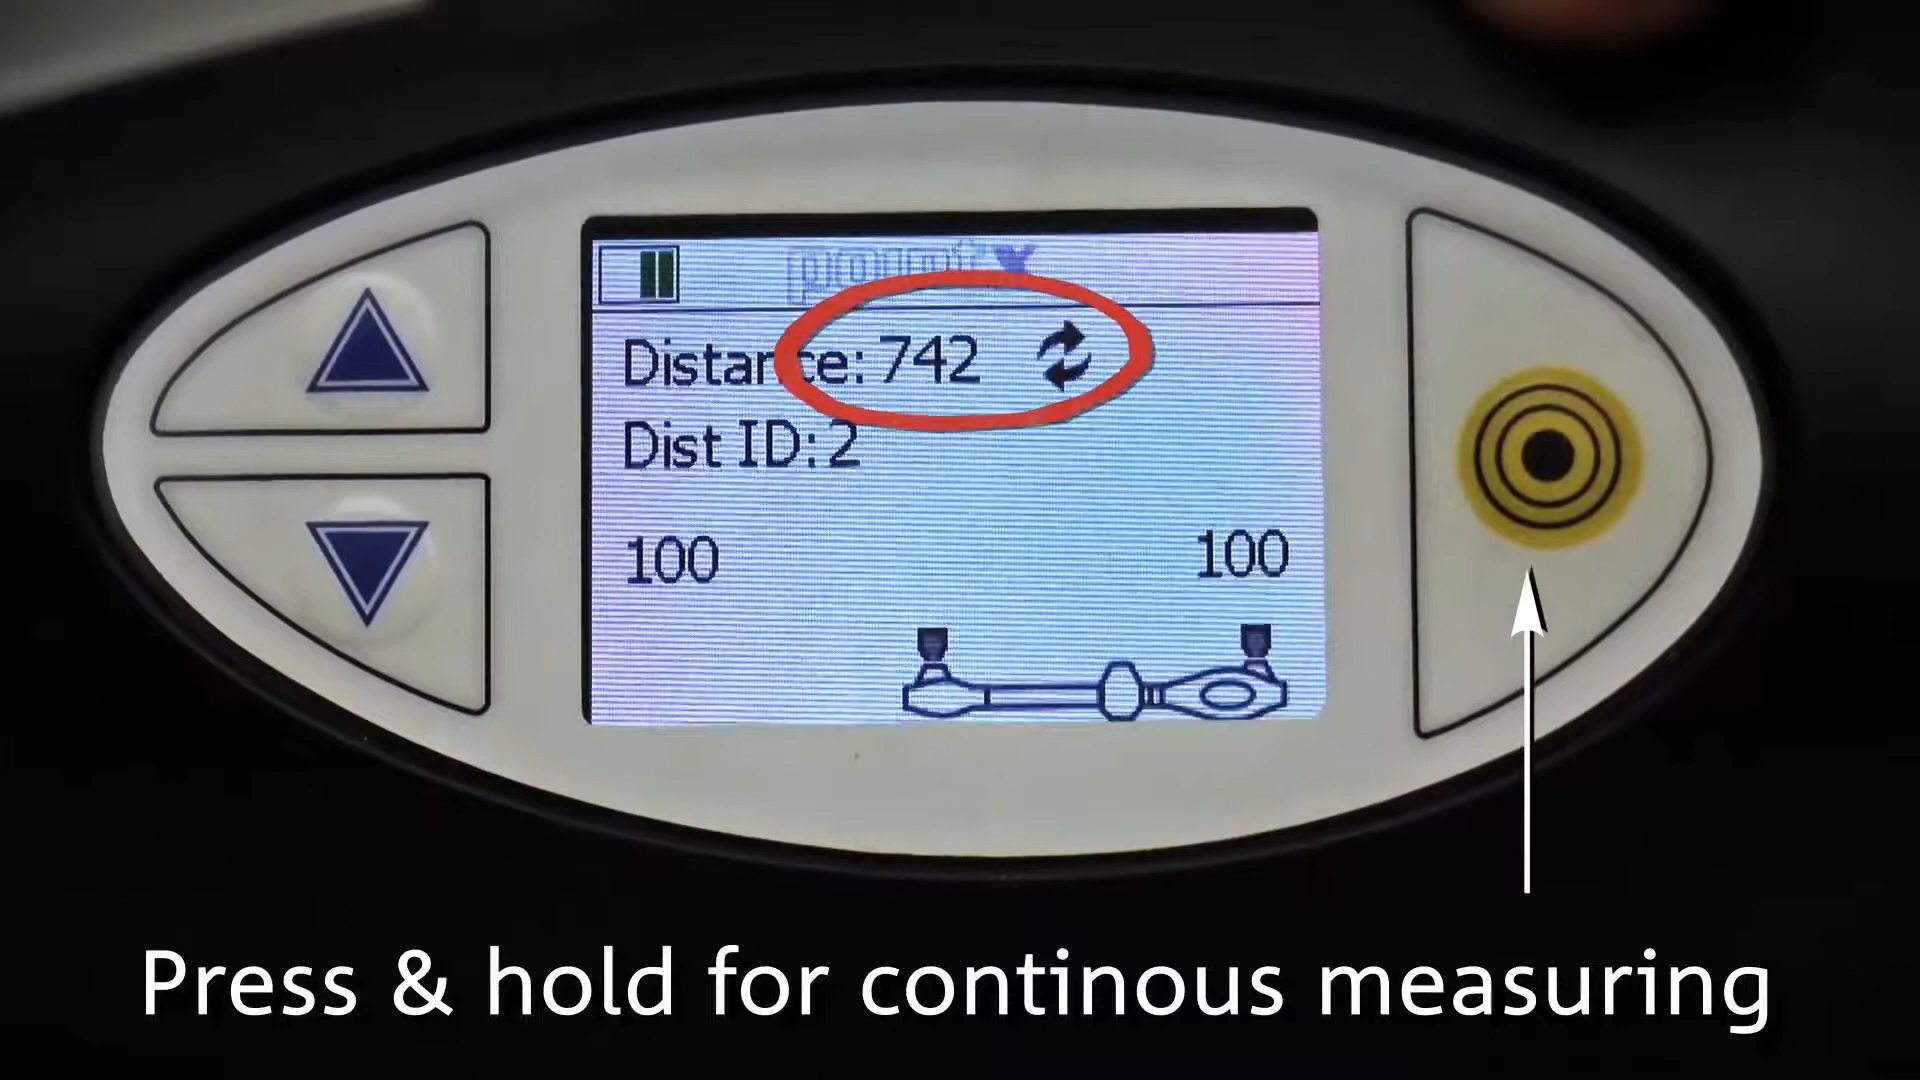 Distance: 742
Dist ID: 2
100 100
Press & hold for continous measuring